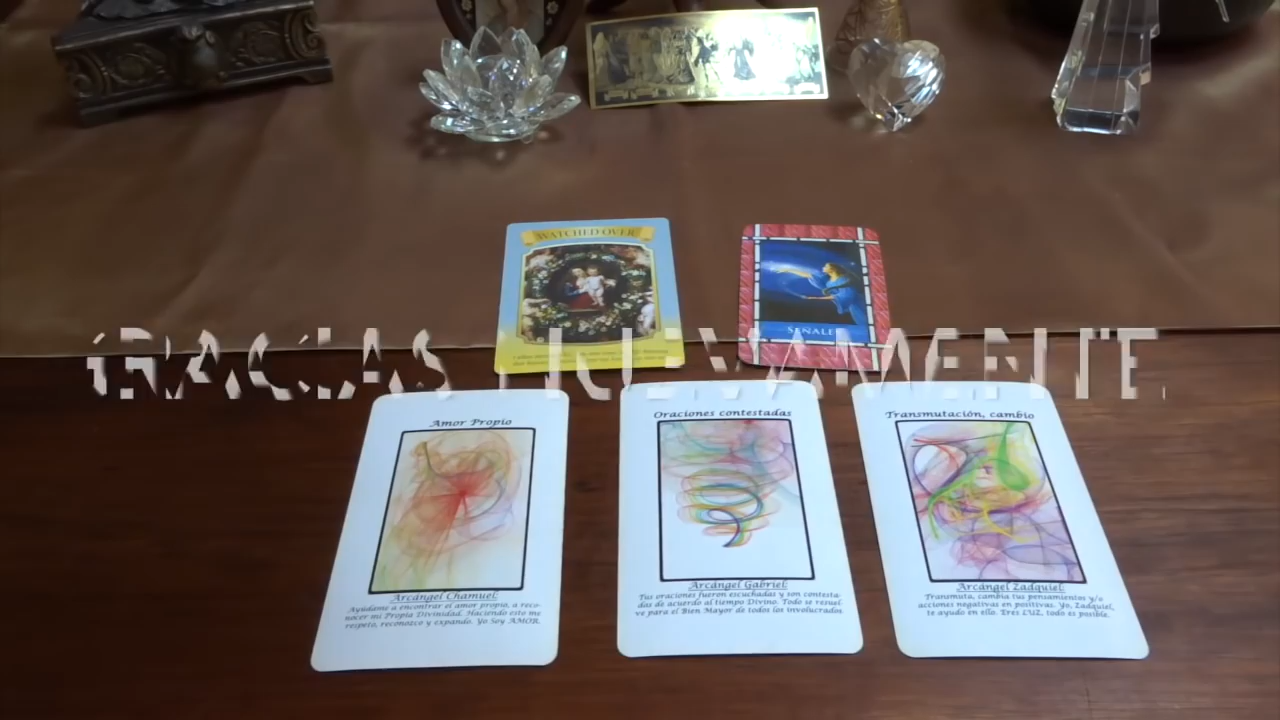 WATCHED OVER
SEÑALES
GRACIAS NUEVAMENTE
Amor Propio
Arcángel Chamuel:
Ayúdame a encontrar el amor propio, a reco-
nocer mi Propia Divinidad. Haciendo esto me
respeto, reconozco y expando. Yo Soy AMOR.
Oraciones contestadas
Arcángel Gabriel:
Tus oraciones fueron escuchadas y son contesta-
das de acuerdo al tiempo Divino. Todo se resuel-
ve para el Bien Mayor de todos los involucrados
Transmutación, cambio
Arcángel Zadquiel:
Transmuta, cambia tus pensamientos y/o
acciones negativas en positivas. Yo, Zadquiel,
te ayudo en ello. Eres LUZ, todo es posible.